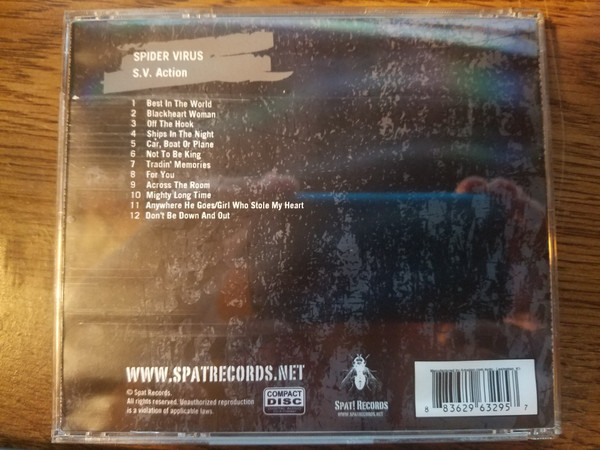 SPIDER VIRUS
S.V. Action
1 Best In The World
2 Blackheart Woman
3 Off The Hook
4 Ships In The Night
5 Car, Boat Or Plane
6 Not To Be King
7 Tradin' Memories
8 For You
9 Across The Room
10 Mighty Long Time
11 Anywhere He Goes/Girl Who Stole My Heart
12 Don't Be Down And Out
WWW.SPATRECORDS.NET
© Spat Records.
All rights reserved. Unauthorized reproduction
is a violation of applicable laws.
COMPACT
DISC
SPAT! RECORDS
WWW.SPATRECORDS.NET
8 83629 63295 7